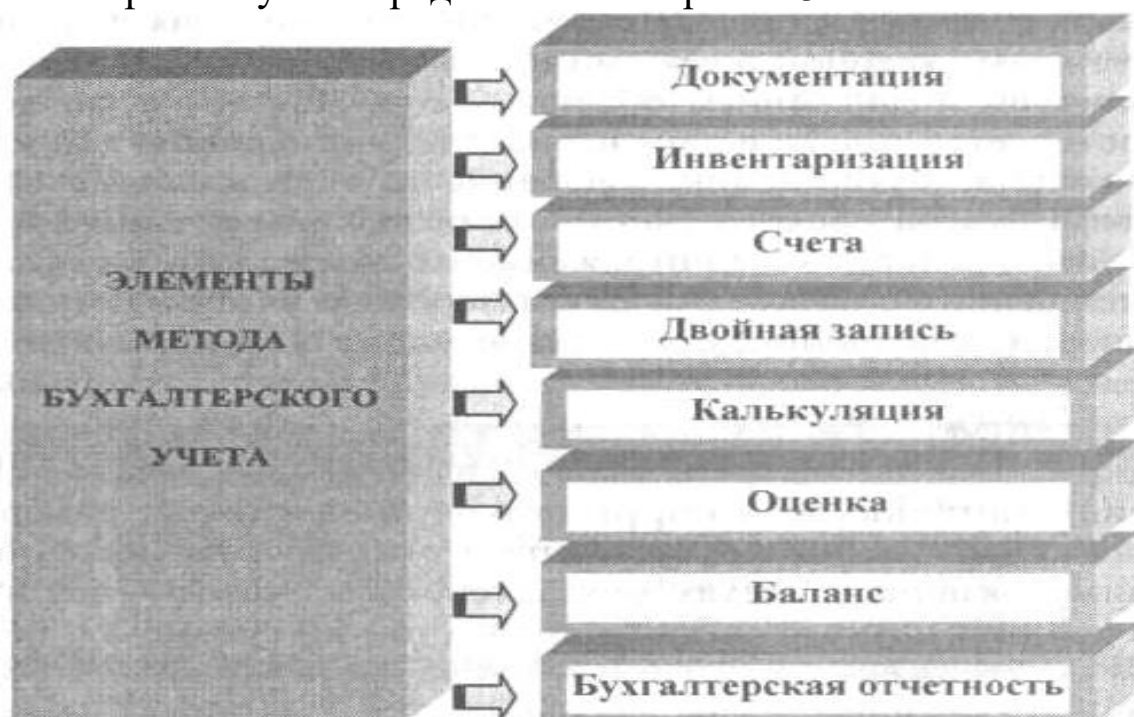 ЭЛЕМЕНТЫ
МЕТОДА
БУХГАЛТЕРСКОГО
УЧЕТА
Документация
Инвентаризация
Счета
Двойная запись
Калькуляция
Оценка
Баланс
Бухгалтерская отчетность